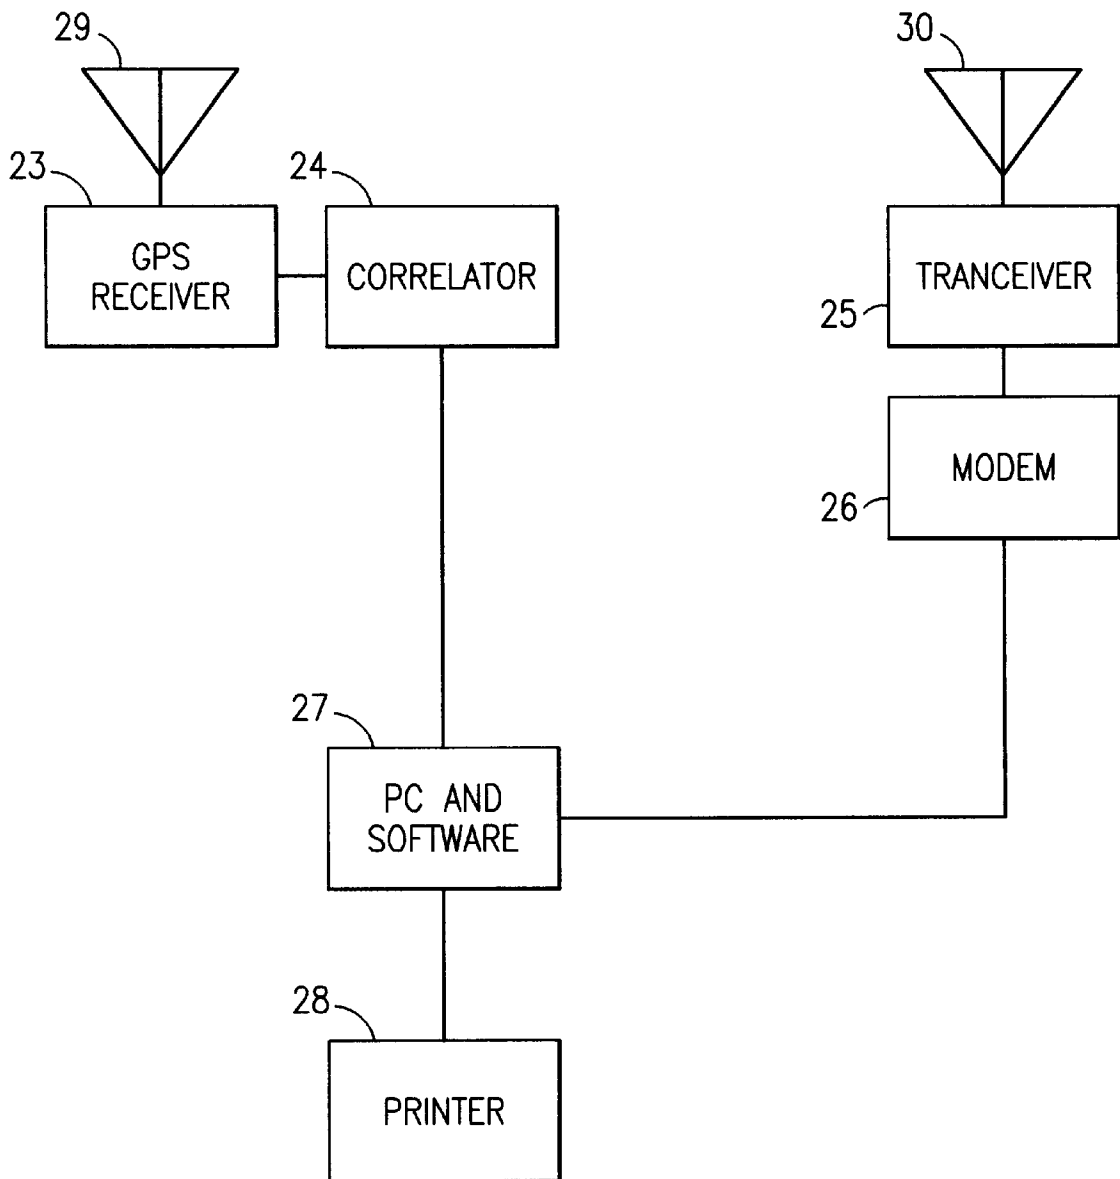 29
30
23
24
GPS
RECEIVER
CORRELATOR
TRANCEIVER
25
MODEM
26
27
PC AND
SOFTWARE
28
PRINTER